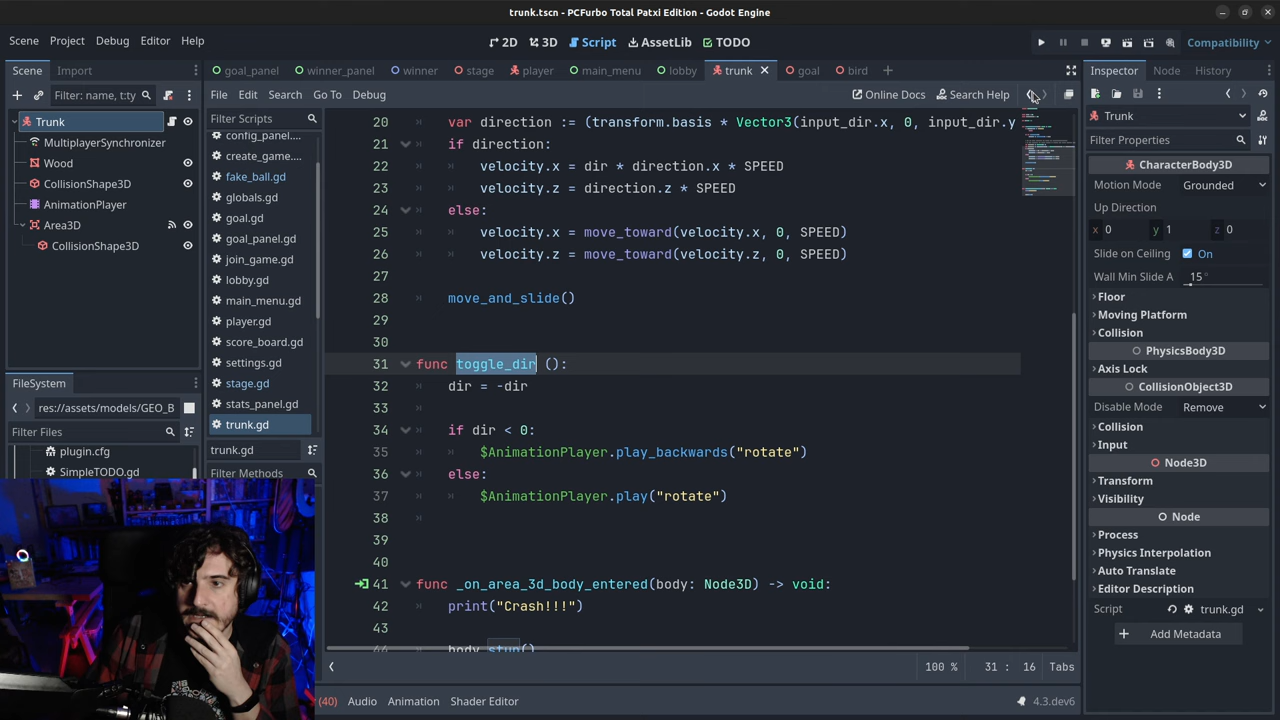 trunk.tscn - PCFurbo Total Patxi Edition - Godot Engine
Scene Project Debug Editor Help
2D 3D Script AssetLib TODO
Compatibility
Scene Import
Filter: name, t:ty
Trunk
MultiplayerSynchronizer
Wood
CollisionShape3D
AnimationPlayer
Area3D
CollisionShape3D
FileSystem
res://assets/models/GEO_B
Filter Files
plugin.cfg
SimpleTODO.gd
goal_panel winner_panel winner stage player main_menu lobby trunk goal bird
File Edit Search Go To Debug
Online Docs Search Help
Filter Scripts
config_panel....
create_game....
fake_ball.gd
globals.gd
goal.gd
goal_panel.gd
join_game.gd
lobby.gd
main_menu.gd
player.gd
score_board.gd
settings.gd
stage.gd
stats_panel.gd
trunk.gd
trunk.gd
Filter Methods
20 var direction := (transform.basis * Vector3(input_dir.x, 0, input_dir.y
21 if direction:
22 velocity.x = dir * direction.x * SPEED
23 velocity.z = direction.z * SPEED
24 else:
25 velocity.x = move_toward(velocity.x, 0, SPEED)
26 velocity.z = move_toward(velocity.z, 0, SPEED)
27
28 move_and_slide()
29
30
31 func toggle_dir ():
32 dir = -dir
33
34 if dir < 0:
35 $AnimationPlayer.play_backwards("rotate")
36 else:
37 $AnimationPlayer.play("rotate")
38
39
40
41 func _on_area_3d_body_entered(body: Node3D) -> void:
42 print("Crash!!!")
43
44 body.stun()
100 % 31 : 16 Tabs
(40) Audio Animation Shader Editor
4.3.dev6
Inspector Node History
Trunk
Filter Properties
CharacterBody3D
Motion Mode Grounded
Up Direction
x 0 y 1 z 0
Slide on Ceiling On
Wall Min Slide A 15 °
Floor
Moving Platform
Collision
PhysicsBody3D
Axis Lock
CollisionObject3D
Disable Mode Remove
Collision
Input
Node3D
Transform
Visibility
Node
Process
Physics Interpolation
Auto Translate
Editor Description
Script trunk.gd
Add Metadata